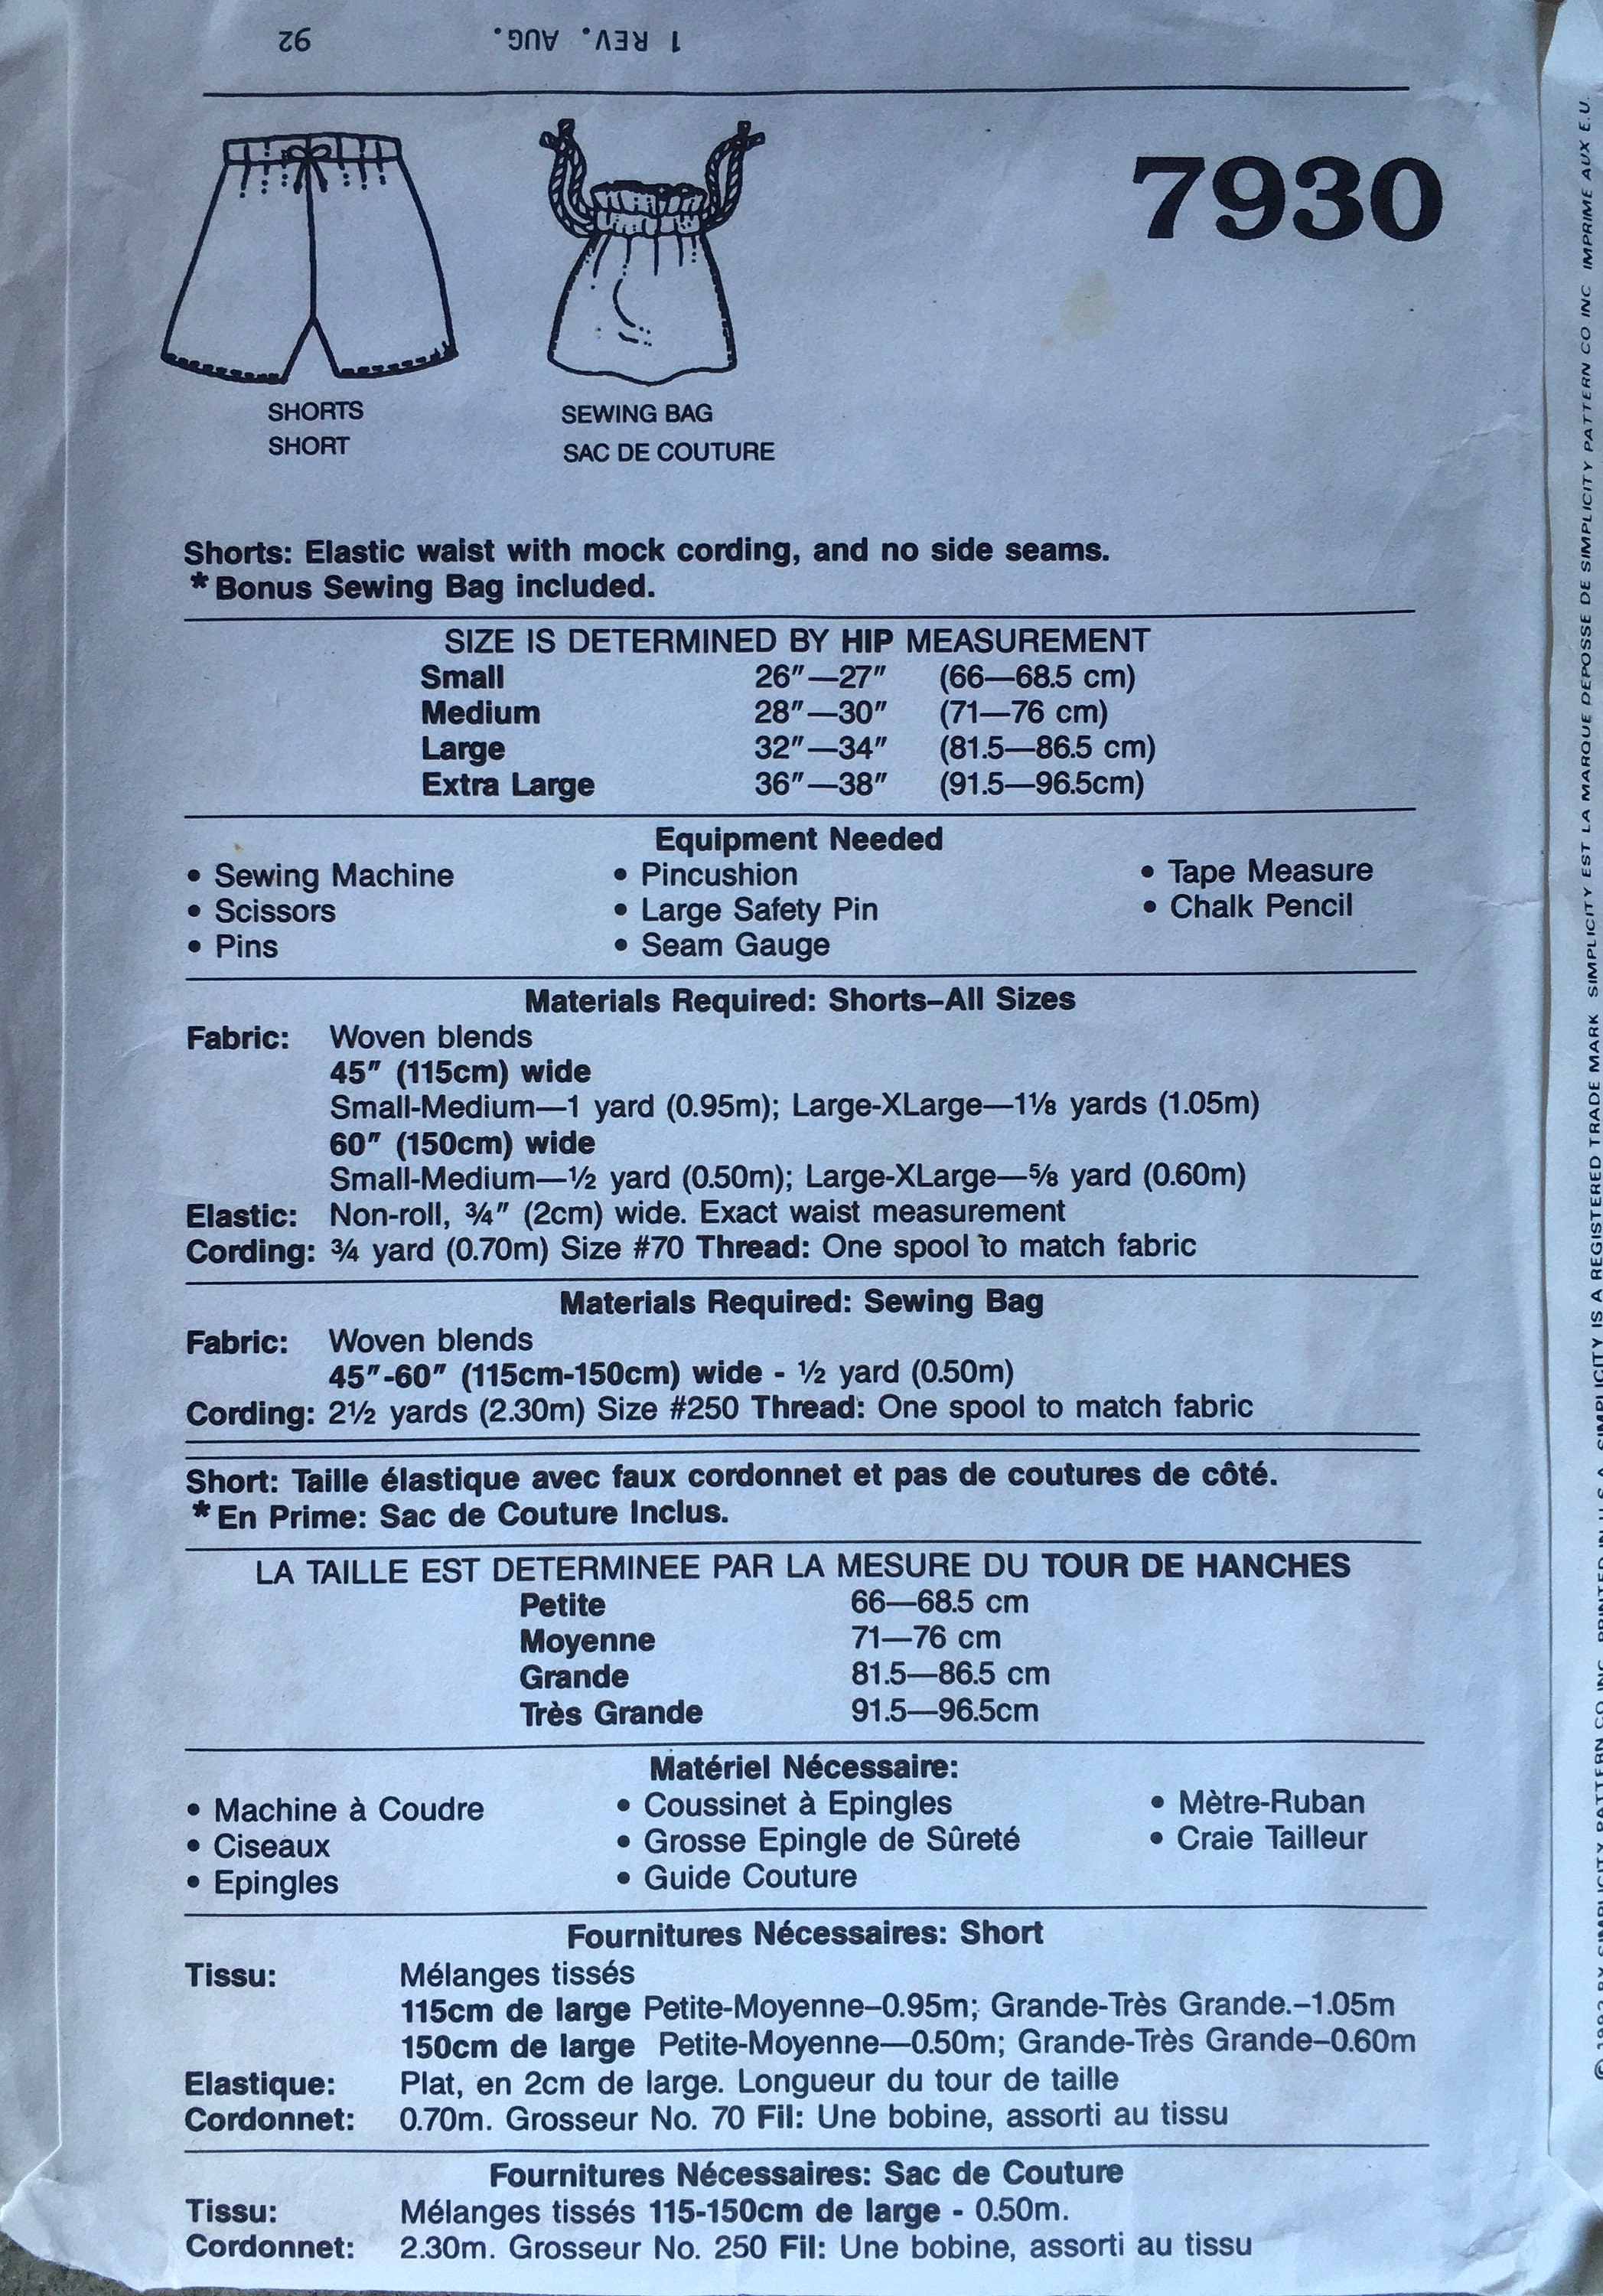 1 REV. AUG. 92
7930
SHORTS
SHORT
SEWING BAG
SAC DE COUTURE
Shorts: Elastic waist with mock cording, and no side seams.
* Bonus Sewing Bag included.
SIZE IS DETERMINED BY HIP MEASUREMENT
Small 26"—27" (66—68.5 cm)
Medium 28"—30" (71—76 cm)
Large 32"—34" (81.5—86.5 cm)
Extra Large 36"—38" (91.5—96.5cm)
Equipment Needed
• Sewing Machine • Pincushion • Tape Measure
• Scissors • Large Safety Pin • Chalk Pencil
• Pins • Seam Gauge
Materials Required: Shorts–All Sizes
Fabric: Woven blends
45" (115cm) wide
Small-Medium—1 yard (0.95m); Large-XLarge—1⅛ yards (1.05m)
60" (150cm) wide
Small-Medium—½ yard (0.50m); Large-XLarge—⅝ yard (0.60m)
Elastic: Non-roll, ¾" (2cm) wide. Exact waist measurement
Cording: ¾ yard (0.70m) Size #70 Thread: One spool to match fabric
Materials Required: Sewing Bag
Fabric: Woven blends
45"-60" (115cm-150cm) wide - ½ yard (0.50m)
Cording: 2½ yards (2.30m) Size #250 Thread: One spool to match fabric
Short: Taille élastique avec faux cordonnet et pas de coutures de côté.
* En Prime: Sac de Couture Inclus.
LA TAILLE EST DETERMINEE PAR LA MESURE DU TOUR DE HANCHES
Petite 66—68.5 cm
Moyenne 71—76 cm
Grande 81.5—86.5 cm
Très Grande 91.5—96.5cm
Matériel Nécessaire:
• Machine à Coudre • Coussinet à Epingles • Mètre-Ruban
• Ciseaux • Grosse Epingle de Sûreté • Craie Tailleur
• Epingles • Guide Couture
Fournitures Nécessaires: Short
Tissu: Mélanges tissés
115cm de large Petite-Moyenne–0.95m; Grande-Très Grande.–1.05m
150cm de large Petite-Moyenne—0.50m; Grande-Très Grande–0.60m
Elastique: Plat, en 2cm de large. Longueur du tour de taille
Cordonnet: 0.70m. Grosseur No. 70 Fil: Une bobine, assorti au tissu
Fournitures Nécessaires: Sac de Couture
Tissu: Mélanges tissés 115-150cm de large - 0.50m.
Cordonnet: 2.30m. Grosseur No. 250 Fil: Une bobine, assorti au tissu
SIMPLICITY IS A REGISTERED TRADE MARK SIMPLICITY EST LA MARQUE DEPOSSE DE SIMPLICITY PATTERN CO INC IMPRIME AUX E.U.